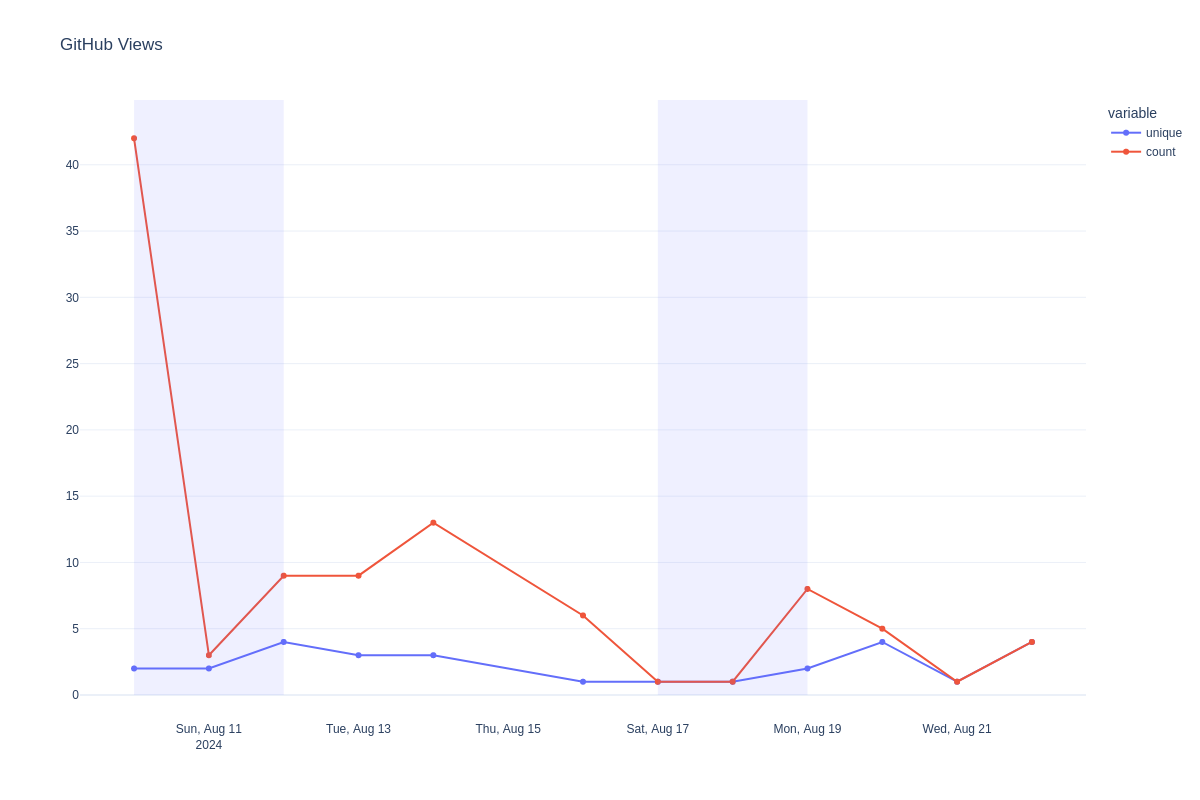 GitHub Views
variable
unique
count
40
35
30
25
20
15
10
5
0
Sun, Aug 11
2024
Tue, Aug 13
Thu, Aug 15
Sat, Aug 17
Mon, Aug 19
Wed, Aug 21